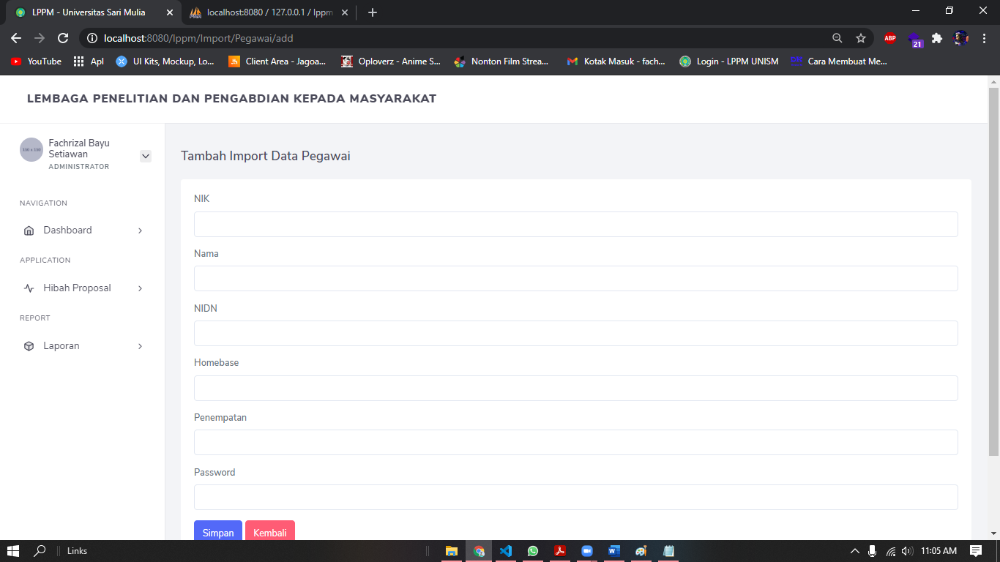 LPPM - Universitas Sari Mulia
localhost:8080 / 127.0.0.1 / lppm
localhost:8080/lppm/Import/Pegawai/add
ABP
21
YouTube
Apl
UI Kits, Mockup, Lo...
Client Area - Jagoa...
Oploverz - Anime S...
Nonton Film Strea...
Kotak Masuk - fach...
Login - LPPM UNISM
Cara Membuat Me...
LEMBAGA PENELITIAN DAN PENGABDIAN KEPADA MASYARAKAT
Fachrizal Bayu
Setiawan
ADMINISTRATOR
NAVIGATION
Dashboard
APPLICATION
Hibah Proposal
REPORT
Laporan
Tambah Import Data Pegawai
NIK
Nama
NIDN
Homebase
Penempatan
Password
Simpan
Kembali
Links
11:05 AM